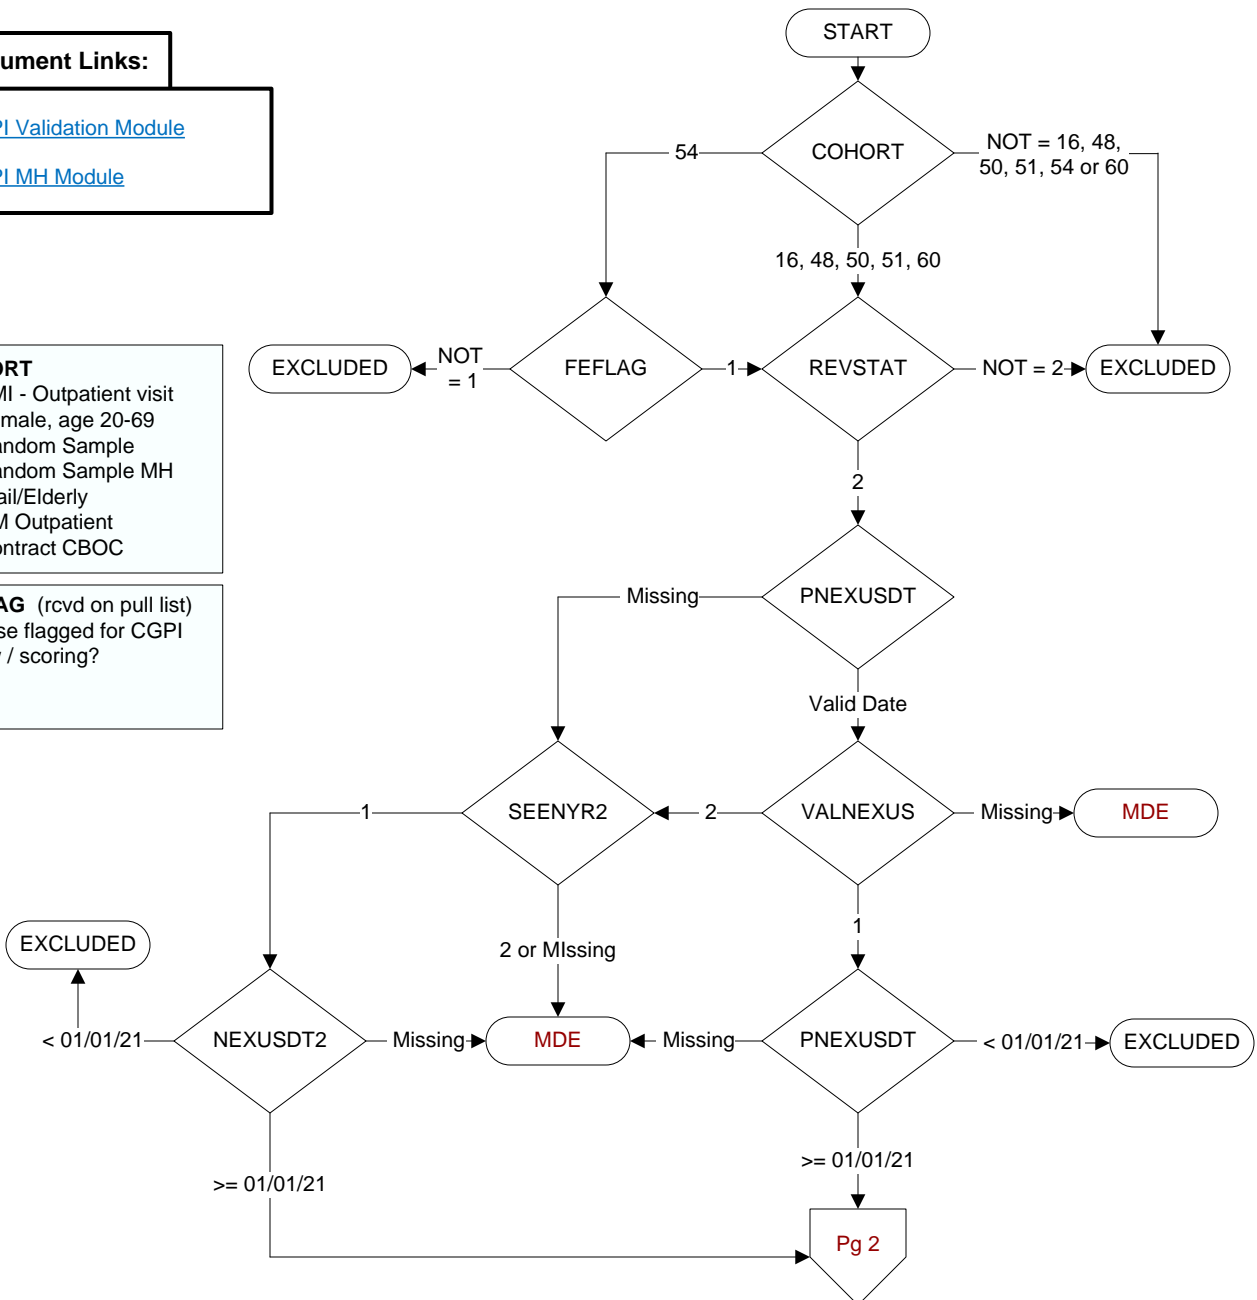 START
ument Links:
PI Validation Module
PI MH Module
COHORT
54
NOT = 16, 48,
50, 51, 54 or 60
16, 48, 50, 51, 60
EXCLUDED
NOT
= 1
FEFLAG
1
REVSTAT
NOT = 2
EXCLUDED
ORT
MI - Outpatient visit
male, age 20-69
andom Sample
andom Sample MH
ail/Elderly
M Outpatient
ontract CBOC
2
AG (rcvd on pull list)
se flagged for CGPI
/ scoring?
Missing
PNEXUSDT
Valid Date
1
SEENYR2
2
VALNEXUS
Missing
MDE
EXCLUDED
2 or MIssing
1
< 01/01/21
NEXUSDT2
Missing
MDE
Missing
PNEXUSDT
< 01/01/21
EXCLUDED
>= 01/01/21
>= 01/01/21
Pg 2